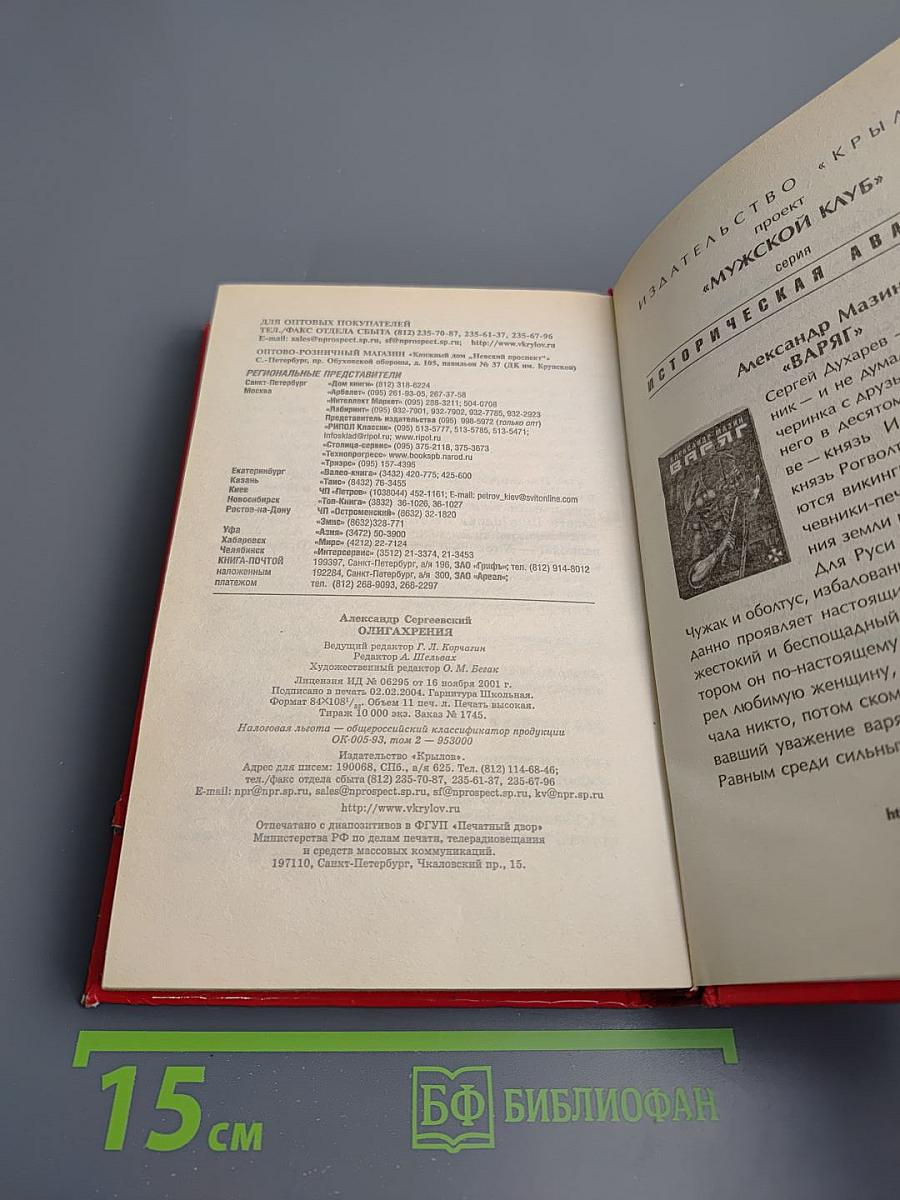 ДЛЯ ОПТОВЫХ ПОКУПАТЕЛЕЙ
ТЕЛ./ФАКС ОТДЕЛА СБЫТА (812) 235-70-87, 235-61-37, 235-67-96
E-mail: sales@nprospect.sp.ru, sf@nprospect.sp.ru; http://www.vkrylov.ru
ОПТОВО-РОЗНИЧНЫЙ МАГАЗИН «Книжный дом „Невский проспект"»
С.-Петербург, пр. Обуховской обороны, д. 105, павильон № 37 (ДК им. Крупской)
РЕГИОНАЛЬНЫЕ ПРЕДСТАВИТЕЛИ
Санкт-Петербург «Дом книги» (812) 318-6224
Москва «Арбалет» (095) 261-93-05, 267-37-58
«Интеллект Маркет» (095) 288-3211; 504-0708
«Лабиринт» (095) 932-7901, 932-7902, 932-7785, 932-2923
Представитель издательства (095) 998-5972 (только опт)
«РИПОЛ Классик» (095) 513-5777, 513-5785, 513-5471;
infosklad@ripol.ru; www.ripol.ru
«Столица-сервис» (095) 375-2118, 375-3673
«Технопрогресс» www.bookspb.narod.ru
«Триэрс» (095) 157-4395
Екатеринбург «Валео-книга» (3432) 420-775; 425-600
Казань «Таис» (8432) 76-3455
Киев ЧП «Петров» (1038044) 452-1161; E-mail: petrov_kiev@svitonline.com
Новосибирск «Топ-Книга» (3832) 36-1026, 36-1027
Ростов-на-Дону ЧП «Остроменский» (8632) 32-1820
«Эмис» (8632)328-771
Уфа «Азия» (3472) 50-3900
Хабаровск «Мирс» (4212) 22-7124
Челябинск «Интерсервис» (3512) 21-3374, 21-3453
КНИГА-ПОЧТОЙ 199397, Санкт-Петербург, а/я 196, ЗАО «Грифъ»; тел. (812) 914-8012
наложенным 192284, Санкт-Петербург, а/я 300, ЗАО «Ареал»;
платежом тел. (812) 268-9093, 268-2297
Александр Сергеевский
ОЛИГАХРЕНИЯ
Ведущий редактор Г. Л. Корчагин
Редактор А. Шельвах
Художественный редактор О. М. Бегак
Лицензия ИД № 06295 от 16 ноября 2001 г.
Подписано в печать 02.02.2004. Гарнитура Школьная.
Формат 84×108¹/₃₂. Объем 11 печ. л. Печать высокая.
Тираж 10 000 экз. Заказ № 1745.
Налоговая льгота — общероссийский классификатор продукции
ОК-005-93, том 2 — 953000
Издательство «Крылов».
Адрес для писем: 190068, СПб., а/я 625. Тел. (812) 114-68-46;
тел./факс отдела сбыта (812) 235-70-87, 235-61-37, 235-67-96
E-mail: npr@npr.sp.ru, sales@nprospect.sp.ru, sf@nprospect.sp.ru, kv@npr.sp.ru
http://www.vkrylov.ru
Отпечатано с диапозитивов в ФГУП «Печатный двор»
Министерства РФ по делам печати, телерадиовещания
и средств массовых коммуникаций.
197110, Санкт-Петербург, Чкаловский пр., 15.
ИЗДАТЕЛЬСТВО «КРЫЛ
проект
«МУЖСКОЙ КЛУБ»
серия
ИСТОРИЧЕСКАЯ АВА
Александр Мазин
«ВАРЯГ»
Сергей Духарев
ник — и не дума
черинка с друзь
него в десятом
ве — князь И
князь Рогвол
ются викинг
чевники-печ
ния земли
Для Руси
Чужак и оболтус, избалован
данно проявляет настоящи
жестокий и беспощадный
тором он по-настоящему
рел любимую женщину,
чала никто, потом ском
вавший уважение варя
Равным среди сильны
ht
ВАРЯГ
15 см
БФ БИБЛИОФАН